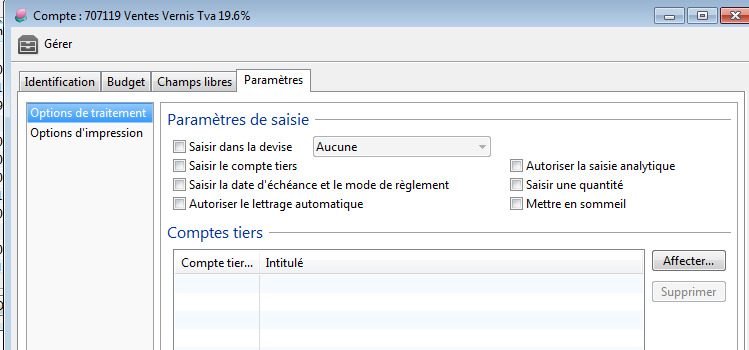 Compte : 707119 Ventes Vernis Tva 19.6%
Gérer
Identification Budget Champs libres Paramètres
Options de traitement
Options d'impression
Paramètres de saisie
Saisir dans la devise Aucune
Saisir le compte tiers Autoriser la saisie analytique
Saisir la date d'échéance et le mode de règlement Saisir une quantité
Autoriser le lettrage automatique Mettre en sommeil
Comptes tiers
Compte tier... Intitulé Affecter...
Supprimer